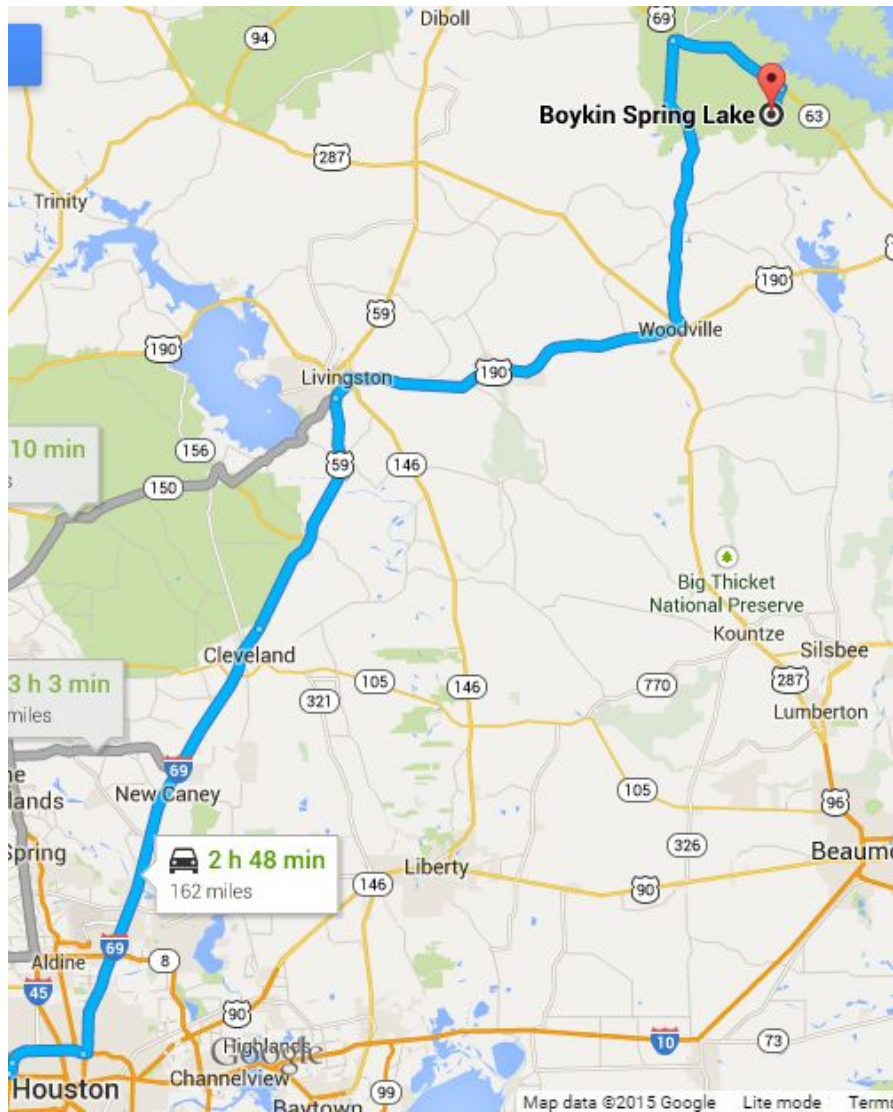 Diboll
69
94
Boykin Spring Lake
63
287
Trinity
190
59
Woodville
190
Livingston
190
10 min
s
156
59
146
150
Big Thicket
National Preserve
Kountze
Silsbee
Cleveland
3 h 3 min
miles
321
105
146
770
287
Lumberton
69
ne
lands
New Caney
105
96
Spring
2 h 48 min
162 miles
326
Beaumo
Liberty
146
90
69
8
Aldine
45
90
Highlands
Google
10
73
Channelview
Houston
99
Baytown
Map data ©2015 Google Lite mode Terms